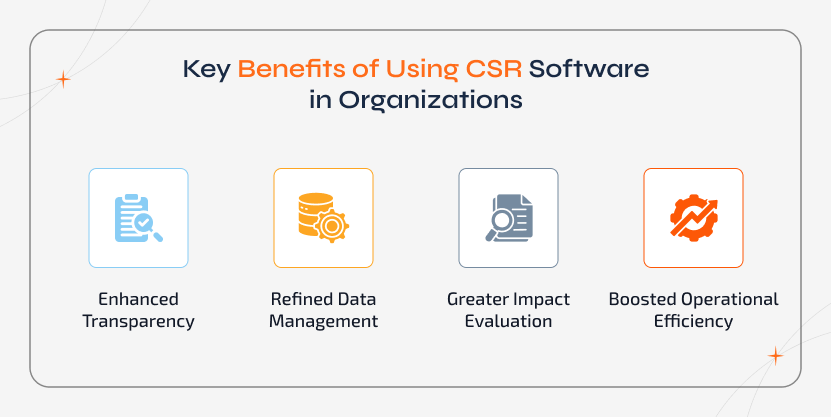 Key Benefits of Using CSR Software
in Organizations
Enhanced
Transparency
Refined Data
Management
Greater Impact
Evaluation
Boosted Operational
Efficiency